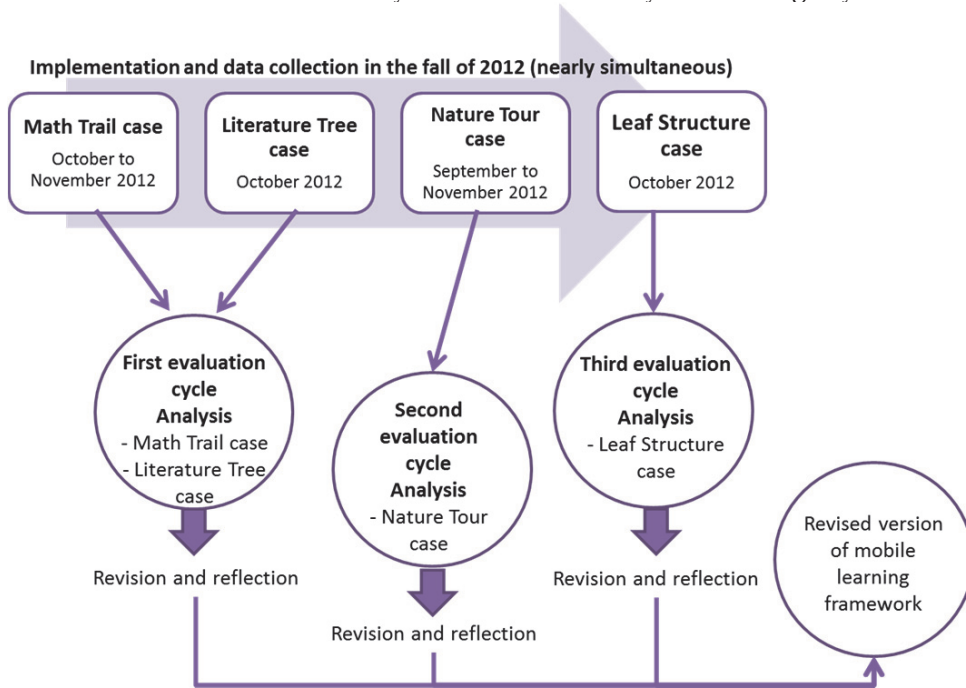 Implementation and data collection in the fall of 2012 (nearly simultaneous)
Math Trail case
October to
November 2012
Literature Tree
case
October 2012
Nature Tour
case
September to
November 2012
Leaf Structure
case
October 2012
First evaluation
cycle
Analysis
- Math Trail case
- Literature Tree
case
Revision and reflection
Second
evaluation
cycle
Analysis
- Nature Tour
case
Revision and reflection
Third evaluation
cycle
Analysis
- Leaf Structure
case
Revision and reflection
Revised version
of mobile
learning
framework